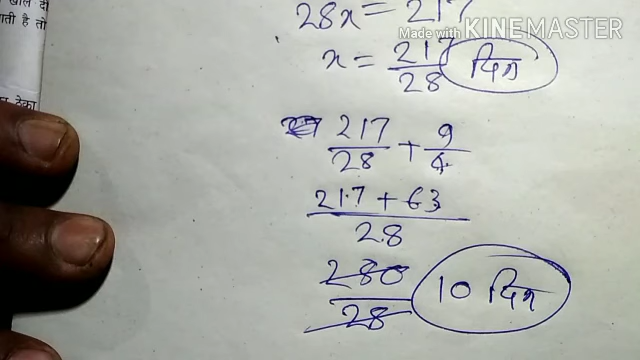 खोल दी
जाती है तो
ठेका
28x = 217
Made with KINEMASTER
x = 217/28 दिन
217/28 + 9/4
217 + 63/28
280/28 10 दिन